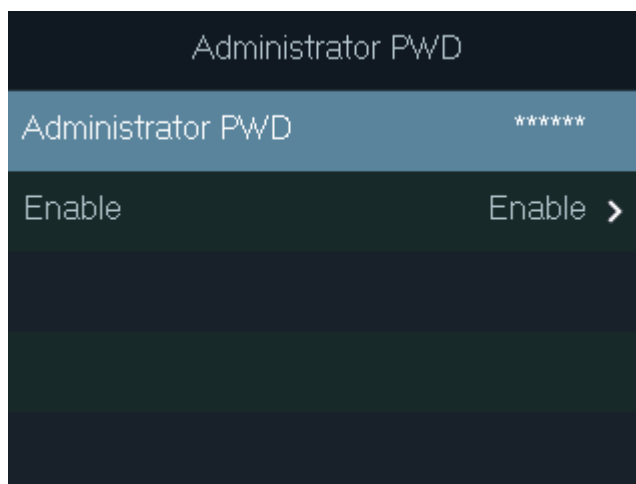 Administrator PWD
Administrator PWD ******
Enable Enable >